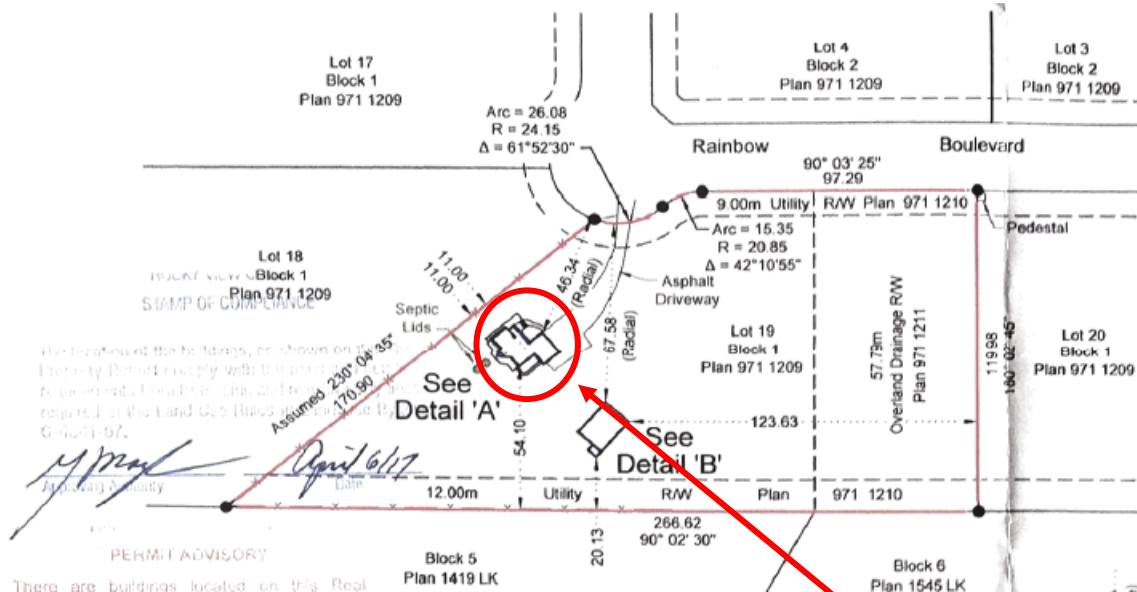 Lot 17
Block 1
Plan 971 1209
Lot 4
Block 2
Plan 971 1209
Lot 3
Block 2
Plan 971 1209
Arc = 26.08
R = 24.15
Δ = 61°52'30"
Rainbow
Boulevard
90° 03' 25"
97.29
9.00m Utility R/W Plan 971 1210
Pedestal
Arc = 15.35
R = 20.85
Δ = 42°10'55"
Lot 18
Block 1
Plan 971 1209
STAMP OF COMPLIANCE
11.00
11.00
46.34
(Radial)
Asphalt
Driveway
Septic
Lids
67.58
(Radial)
Lot 19
Block 1
Plan 971 1209
57.79m
Overland Drainage R/W
Plan 971 1211
119.98
180° 02' 45"
Lot 20
Block 1
Plan 971 1209
Assumed 230° 04' 35"
170.90
See
Detail 'A'
54.10
See
Detail 'B'
123.63
April 6/17
Approving Authority
Date
12.00m Utility R/W Plan 971 1210
266.62
90° 02' 30"
20.13
PERMIT ADVISORY
There are buildings located on this Real
Block 5
Plan 1419 LK
Block 6
Plan 1545 LK